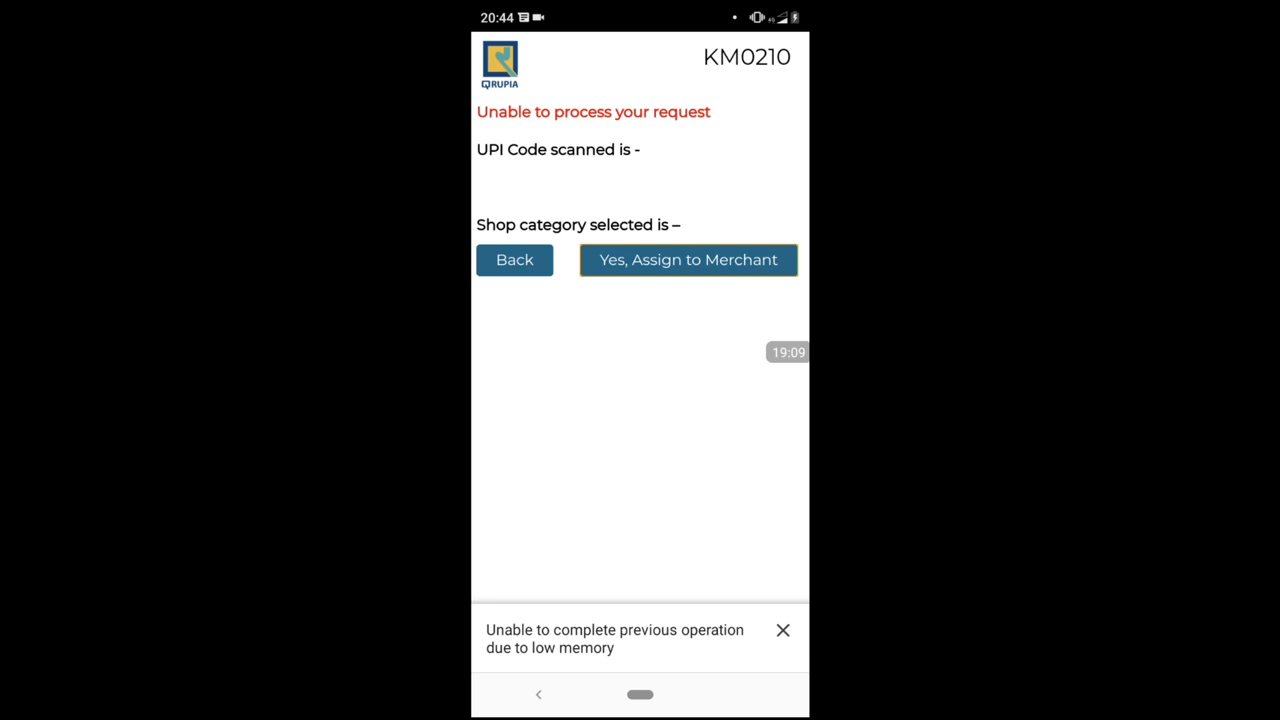 20:44
KM0210
QRUPIA
Unable to process your request
UPI Code scanned is -
Shop category selected is –
Back
Yes, Assign to Merchant
19:09
Unable to complete previous operation
due to low memory